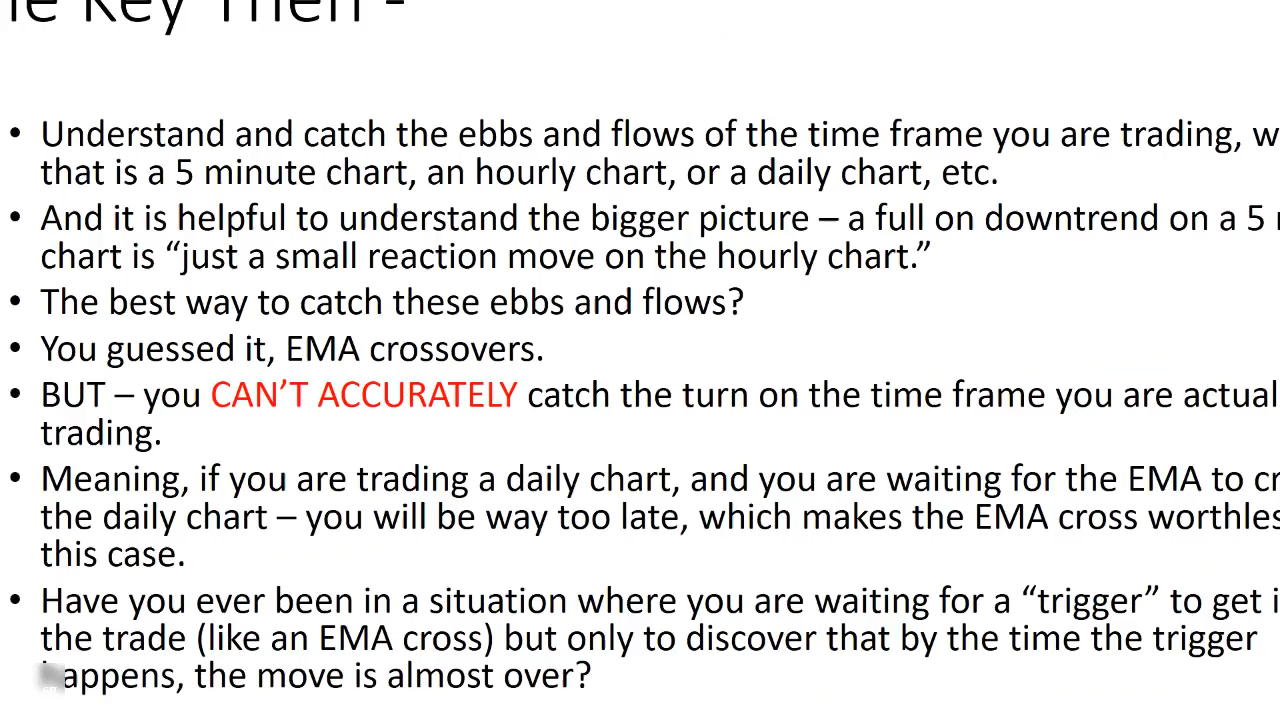 Key Then -
• Understand and catch the ebbs and flows of the time frame you are trading,
that is a 5 minute chart, an hourly chart, or a daily chart, etc.
• And it is helpful to understand the bigger picture – a full on downtrend on a 5
chart is “just a small reaction move on the hourly chart.”
• The best way to catch these ebbs and flows?
• You guessed it, EMA crossovers.
• BUT – you CAN’T ACCURATELY catch the turn on the time frame you are actual
trading.
• Meaning, if you are trading a daily chart, and you are waiting for the EMA to cr
the daily chart – you will be way too late, which makes the EMA cross worthles
this case.
• Have you ever been in a situation where you are waiting for a “trigger” to get i
the trade (like an EMA cross) but only to discover that by the time the trigger
happens, the move is almost over?